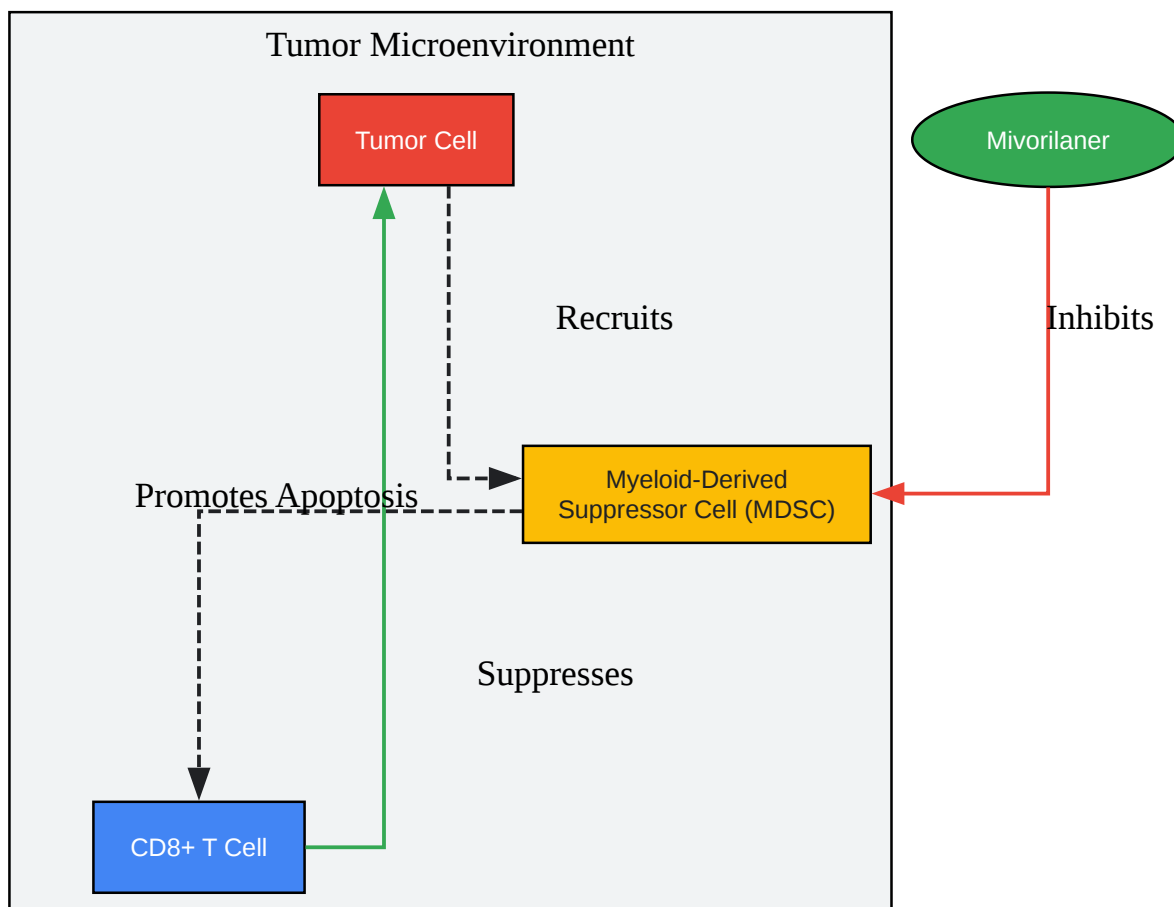 Tumor Microenvironment
Tumor Cell
Mivorilaner
Recruits
Inhibits
Myeloid-Derived
Suppressor Cell (MDSC)
Promotes Apoptosis
Suppresses
CD8+ T Cell